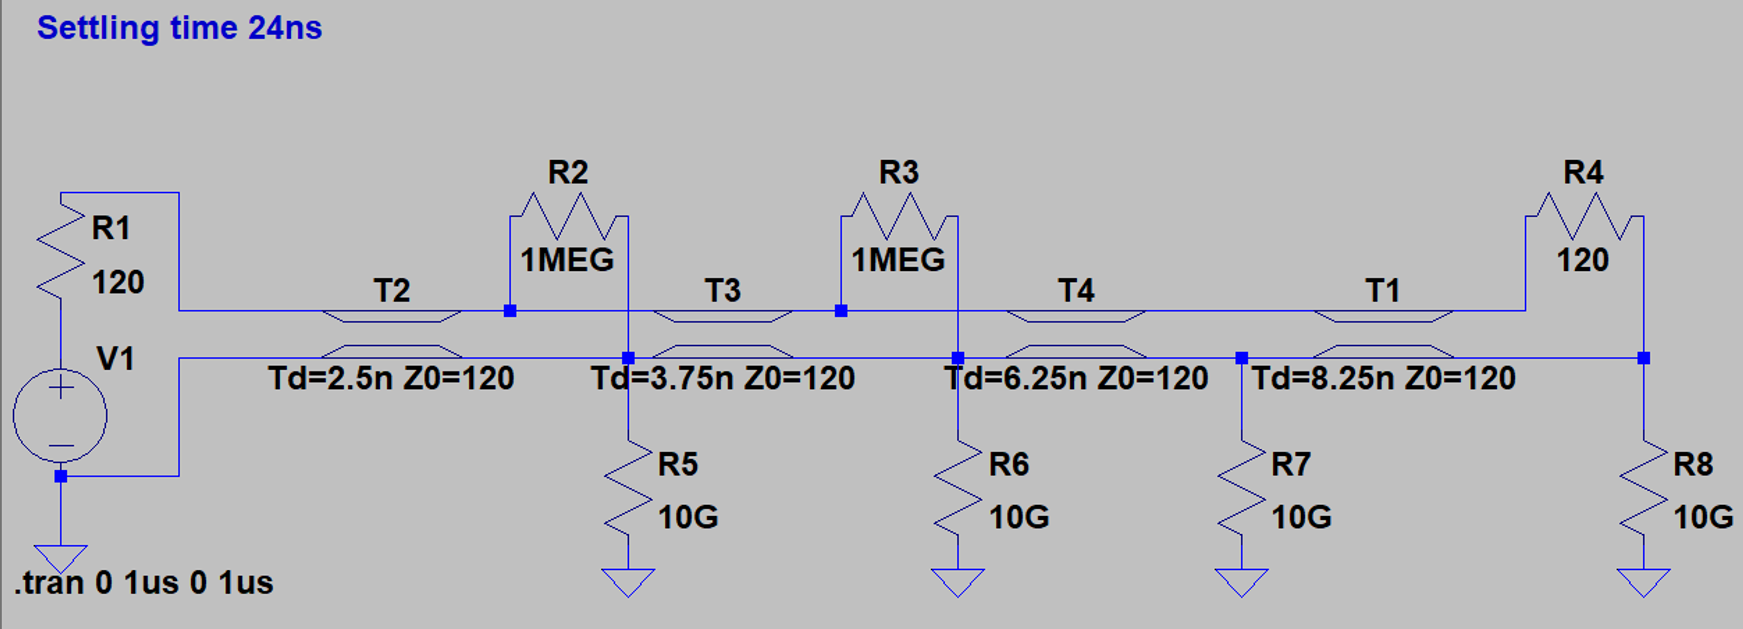 Settling time 24ns
R2
R3
R4
R1
1MEG
1MEG
120
120
T2
T3
T4
T1
V1
Td=2.5n Z0=120
Td=3.75n Z0=120
Td=6.25n Z0=120
Td=8.25n Z0=120
R5
R6
R7
R8
10G
10G
10G
10G
.tran 0 1us 0 1us